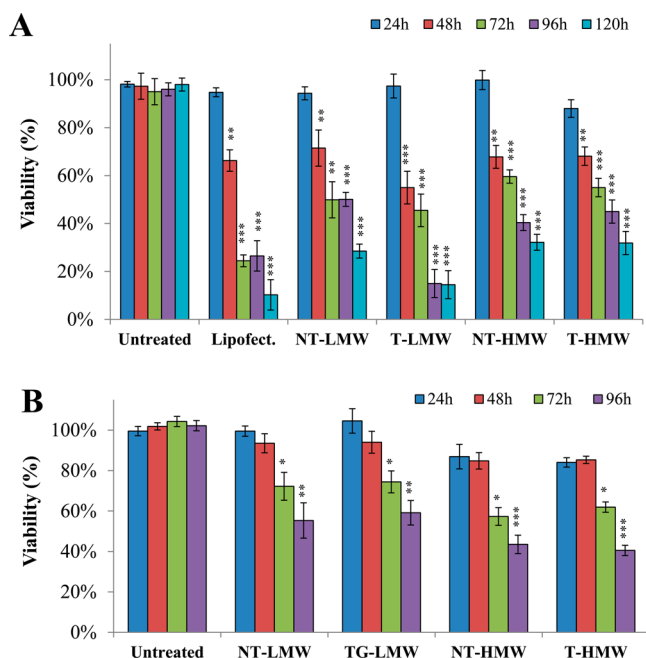 A
24h 48h 72h 96h 120h
Viability (%)
100%
80%
60%
40%
20%
0%
** *** *** ***
** ** *** ***
*** *** *** ***
** *** *** ***
** *** *** ***
Untreated Lipofect. NT-LMW T-LMW NT-HMW T-HMW
B
24h 48h 72h 96h
Viability (%)
100%
80%
60%
40%
20%
0%
* **
* **
* ***
* ***
Untreated NT-LMW TG-LMW NT-HMW T-HMW